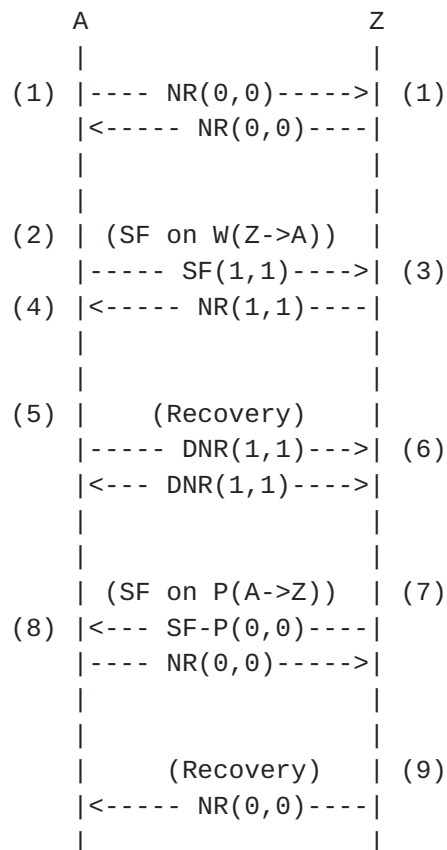 A                   Z
    |                   |
(1) |---- NR(0,0)----->| (1)
    |<----- NR(0,0)----|
    |                   |
    |                   |
(2) | (SF on W(Z->A))   |
    |----- SF(1,1)---->| (3)
(4) |<----- NR(1,1)----|
    |                   |
    |                   |
(5) |    (Recovery)     |
    |----- DNR(1,1)--->| (6)
    |<--- DNR(1,1)---->|
    |                   |
    |                   |
    | (SF on P(A->Z))   | (7)
(8) |<--- SF-P(0,0)----|
    |---- NR(0,0)----->|
    |                   |
    |                   |
    |     (Recovery)    | (9)
    |<----- NR(0,0)----|
    |                   |